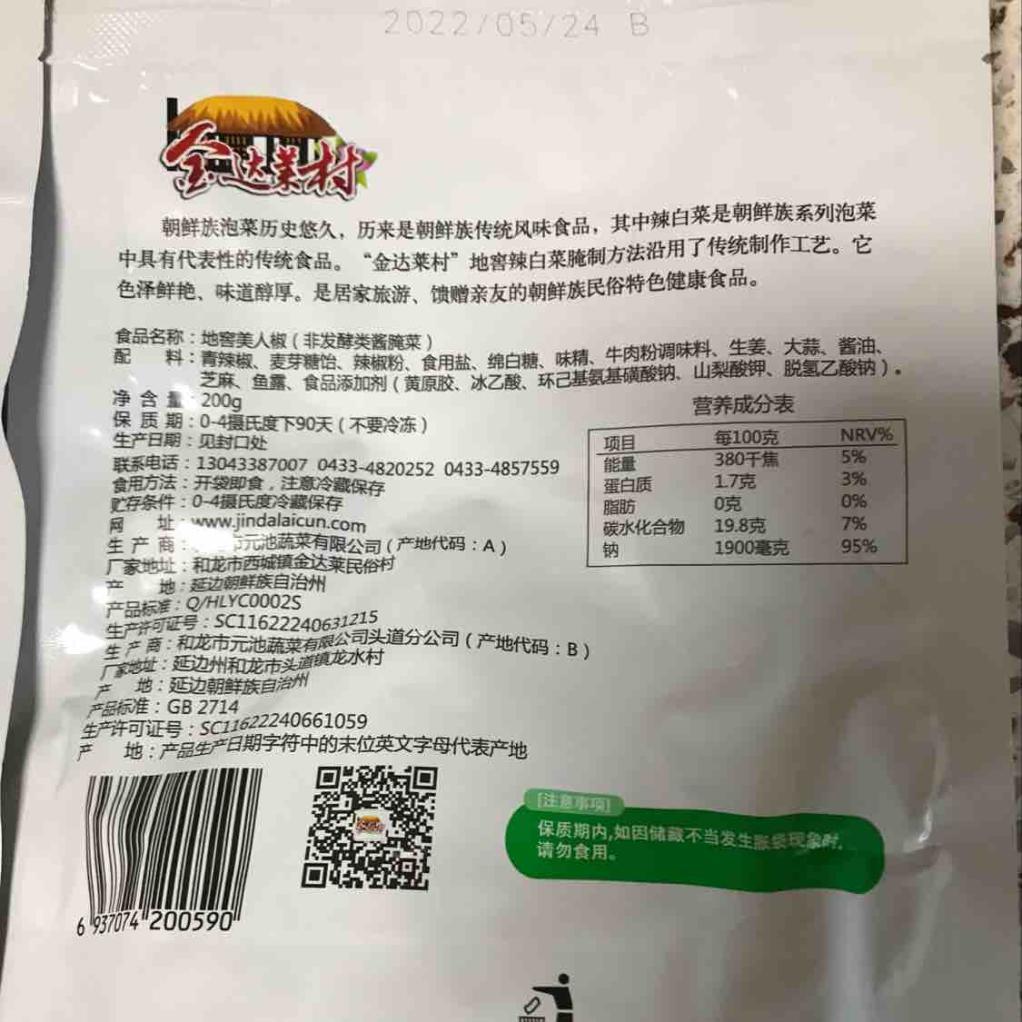 2022/05/24 B
金达莱村
朝鲜族泡菜历史悠久，历来是朝鲜族传统风味食品，其中辣白菜是朝鲜族系列泡菜
中具有代表性的传统食品。“金达莱村”地窖辣白菜腌制方法沿用了传统制作工艺。它
色泽鲜艳、味道醇厚。是居家旅游、馈赠亲友的朝鲜族民俗特色健康食品。
食品名称：地窖美人椒（非发酵类酱腌菜）
配 料：青辣椒、麦芽糖饴、辣椒粉、食用盐、绵白糖、味精、牛肉粉调味料、生姜、大蒜、酱油、
芝麻、鱼露、食品添加剂（黄原胶、冰乙酸、环己基氨基磺酸钠、山梨酸钾、脱氢乙酸钠）。
净 含 量：200g
保 质 期：0-4摄氏度下90天（不要冷冻）
生产日期：见封口处
联系电话：13043387007 0433-4820252 0433-4857559
食用方法：开袋即食，注意冷藏保存
贮存条件：0-4摄氏度冷藏保存
网 址：www.jindalaicun.com
生 产 商：市元池蔬菜有限公司（产地代码：A）
厂家地址：和龙市西城镇金达莱民俗村
产 地：延边朝鲜族自治州
产品标准：Q/HLYC0002S
生产许可证号：SC11622240631215
生 产 商：和龙市元池蔬菜有限公司头道分公司（产地代码：B）
厂家地址：延边州和龙市头道镇龙水村
产 地：延边朝鲜族自治州
产品标准：GB 2714
生产许可证号：SC11622240661059
产 地：产品生产日期字符中的末位英文字母代表产地
营养成分表
项目 每100克 NRV%
能量 380千焦 5%
蛋白质 1.7克 3%
脂肪 0克 0%
碳水化合物 19.8克 7%
钠 1900毫克 95%
6 937074 200590
[注意事项]
保质期内,如因储藏不当发生胀袋现象时,
请勿食用。